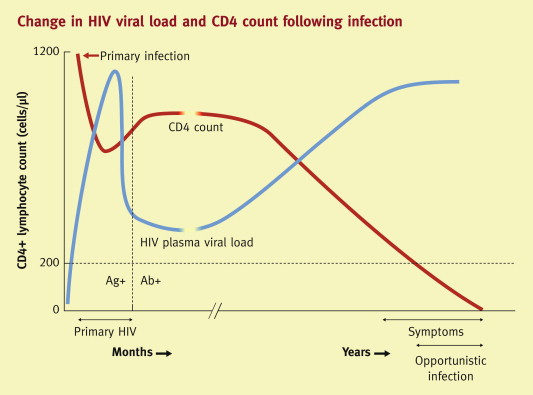 Change in HIV viral load and CD4 count following infection
1200
Primary infection
CD4+ lymphocyte count (cells/µl)
CD4 count
HIV plasma viral load
200
Ag+ Ab+
0
Primary HIV
Symptoms
Months
Years
Opportunistic
infection